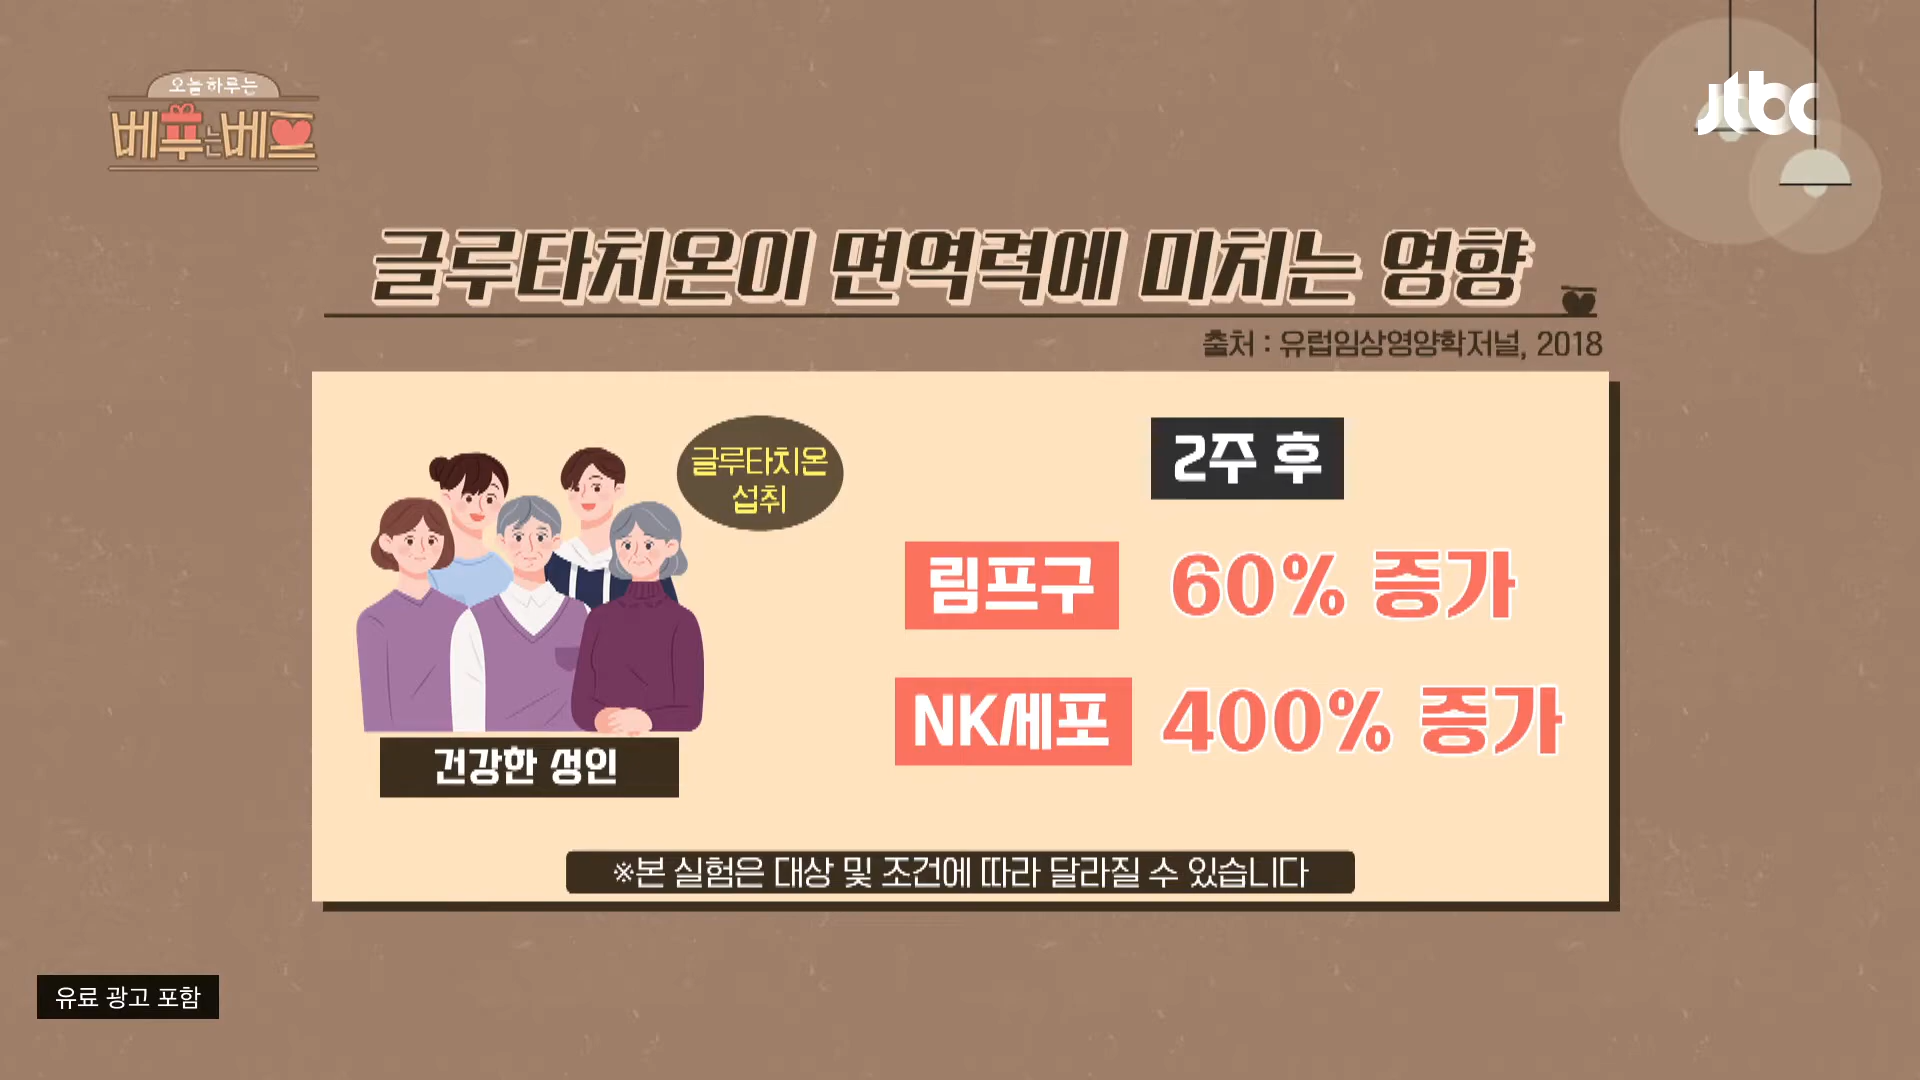 오늘 하루는
베푸는 베프
jtbc
글루타치온이 면역력에 미치는 영향
출처 : 유럽임상영양학저널, 2018
글루타치온
섭취
건강한 성인
2주 후
림프구 60% 증가
NK세포 400% 증가
※본 실험은 대상 및 조건에 따라 달라질 수 있습니다
유료 광고 포함